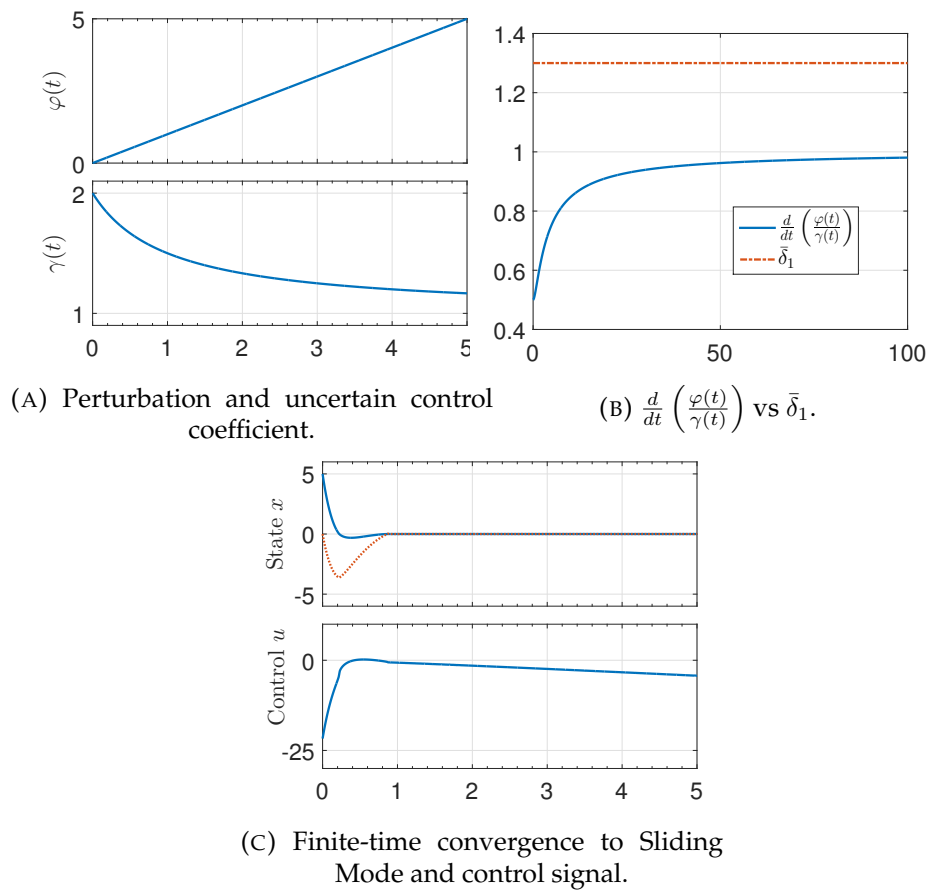 5
φ(t)
0
2
γ(t)
1
0 1 2 3 4 5
(A) Perturbation and uncertain control
coefficient.
1.4
1.2
1
0.8
0.6
0.4
d/dt (φ(t)/γ(t))
δ̄₁
0 50 100
(B) d/dt (φ(t)/γ(t)) vs δ̄₁.
5
State x
0
-5
0
Control u
-25
0 1 2 3 4 5
(C) Finite-time convergence to Sliding
Mode and control signal.